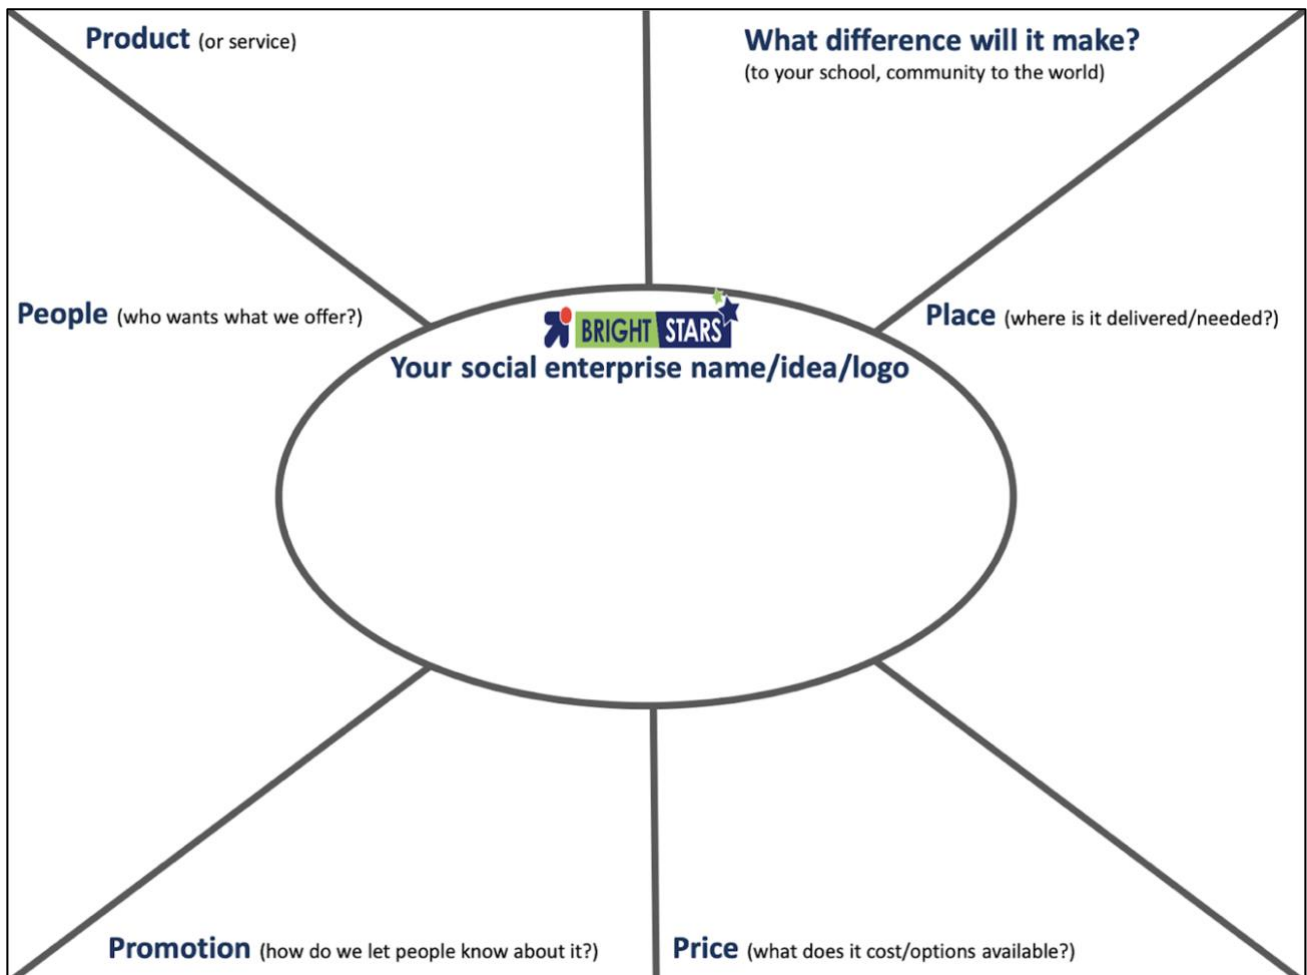 Product (or service)
What difference will it make?
(to your school, community to the world)
People (who wants what we offer?)
BRIGHT STARS
Place (where is it delivered/needed?)
Your social enterprise name/idea/logo
Promotion (how do we let people know about it?)
Price (what does it cost/options available?)